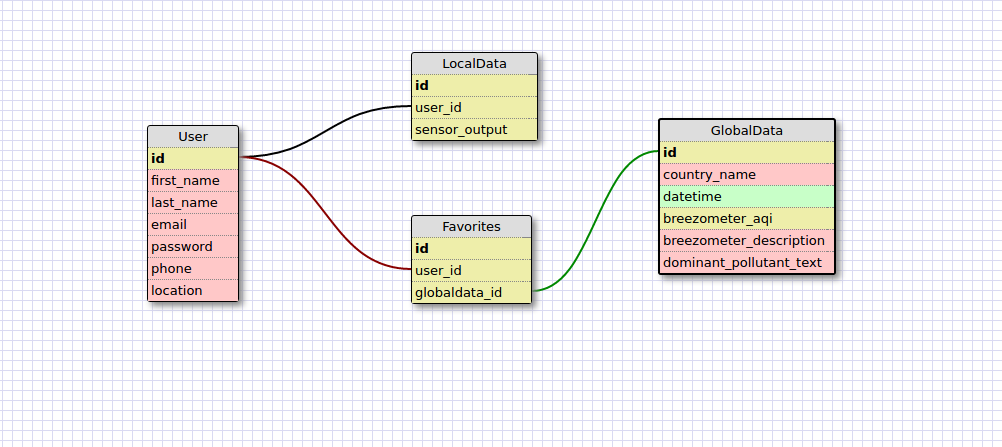 User
id
first_name
last_name
email
password
phone
location
LocalData
id
user_id
sensor_output
Favorites
id
user_id
globaldata_id
GlobalData
id
country_name
datetime
breezometer_aqi
breezometer_description
dominant_pollutant_text